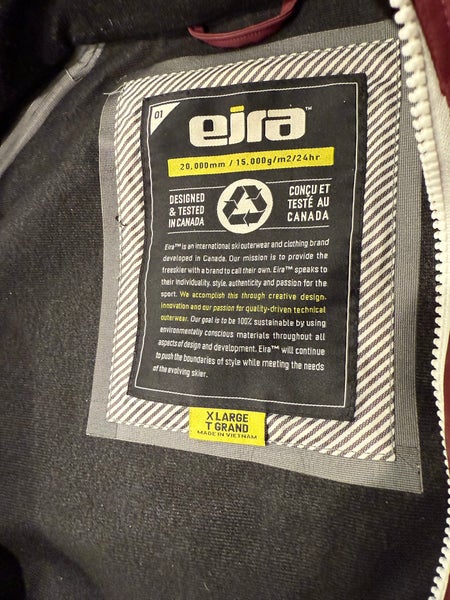 01
eira™
20,000mm / 15,000g/m2/24hr
DESIGNED
& TESTED
IN CANADA
CONÇU ET
TESTÉ AU
CANADA
Eira™ is an international ski outerwear and clothing brand
developed in Canada. Our mission is to provide the
freeskier with a brand to call their own. Eira™ speaks to
their individuality, style, authenticity and passion for the
sport. We accomplish this through creative design,
innovation and our passion for quality-driven technical
outerwear. Our goal is to be 100% sustainable by using
environmentally conscious materials throughout all
aspects of design and development. Eira™ will continue
to push the boundaries of style while meeting the needs
of the evolving skier.
X LARGE
T GRAND
MADE IN VIETNAM